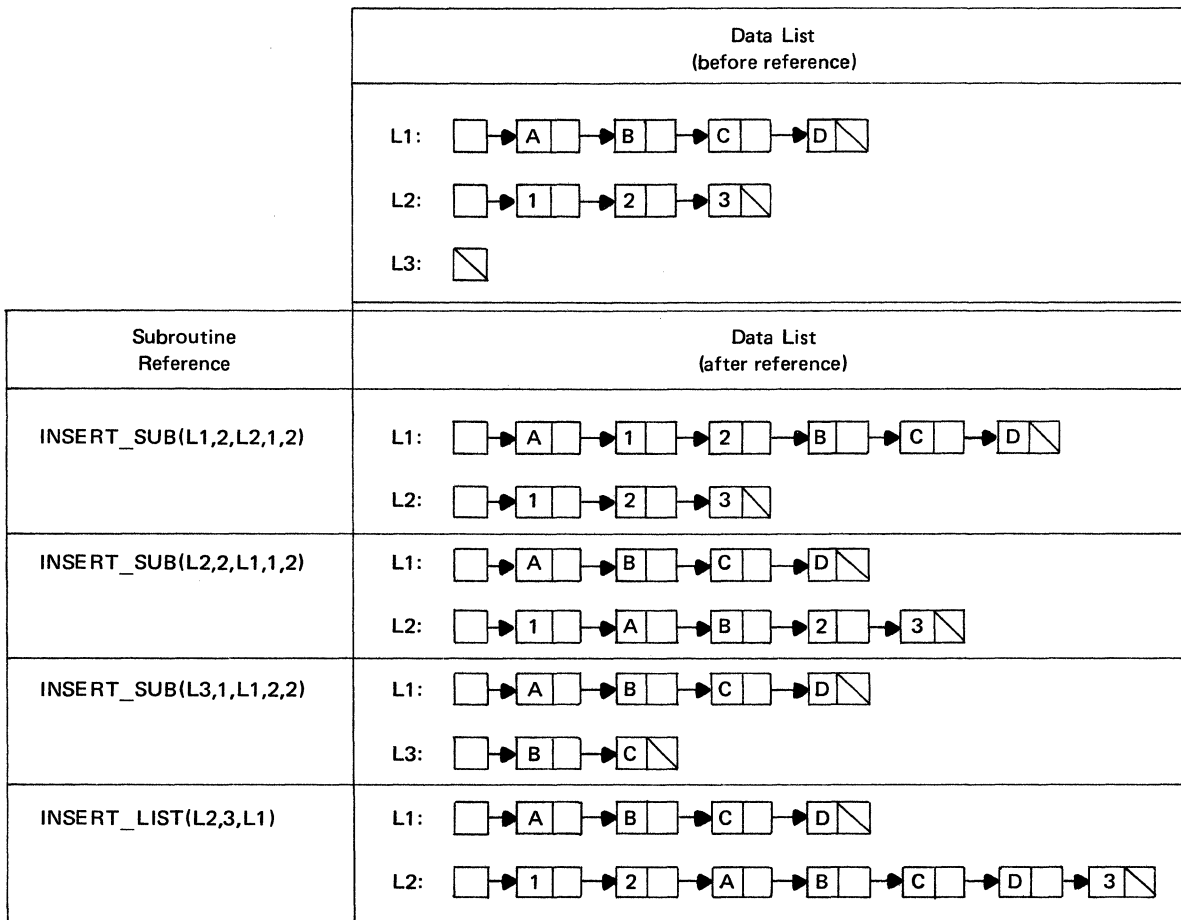 Data List
(before reference)
L1: A B C D
L2: 1 2 3
L3:
Subroutine
Reference
Data List
(after reference)
INSERT_SUB(L1,2,L2,1,2)
L1: A 1 2 B C D
L2: 1 2 3
INSERT_SUB(L2,2,L1,1,2)
L1: A B C D
L2: 1 A B 2 3
INSERT_SUB(L3,1,L1,2,2)
L1: A B C D
L3: B C
INSERT_LIST(L2,3,L1)
L1: A B C D
L2: 1 2 A B C D 3